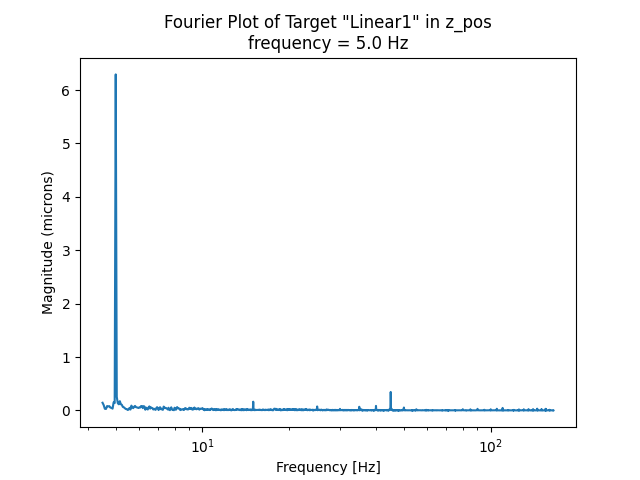 Fourier Plot of Target "Linear1" in z_pos
frequency = 5.0 Hz
Magnitude (microns)
6
5
4
3
2
1
0
10¹
10²
Frequency [Hz]